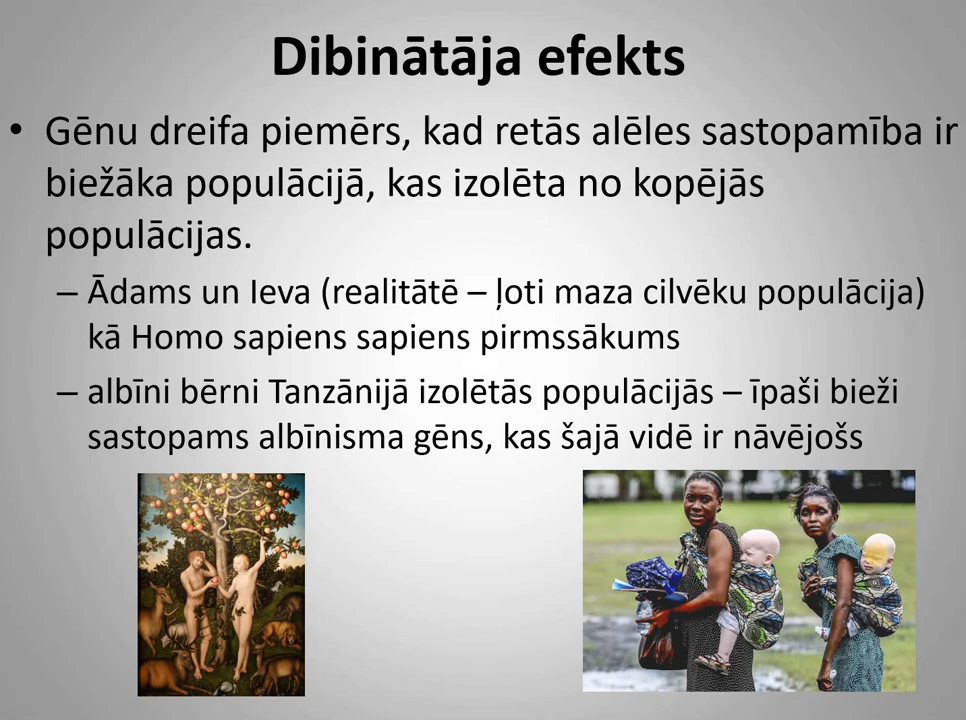 Dibinātāja efekts
• Gēnu dreifa piemērs, kad retās alēles sastopamība ir
biežāka populācijā, kas izolēta no kopējās
populācijas.
– Ādams un Ieva (realitātē – ļoti maza cilvēku populācija)
kā Homo sapiens sapiens pirmssākums
– albīni bērni Tanzānijā izolētās populācijās – īpaši bieži
sastopams albīnisma gēns, kas šajā vidē ir nāvējošs